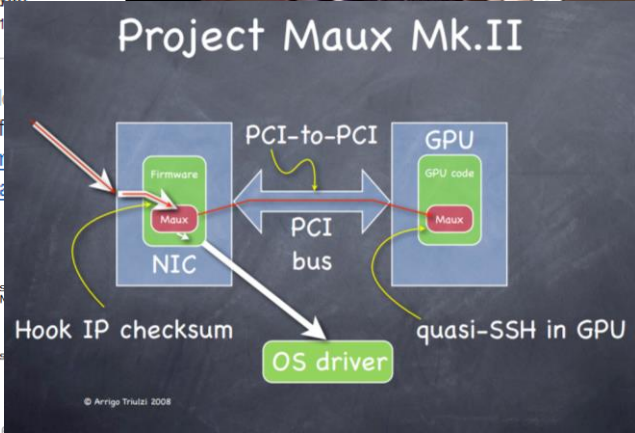 Project Maux Mk.II
PCI-to-PCI
GPU
Firmware
GPU code
Maux
Maux
PCI
bus
NIC
Hook IP checksum
quasi-SSH in GPU
OS driver
© Arrigo Triulzi 2008